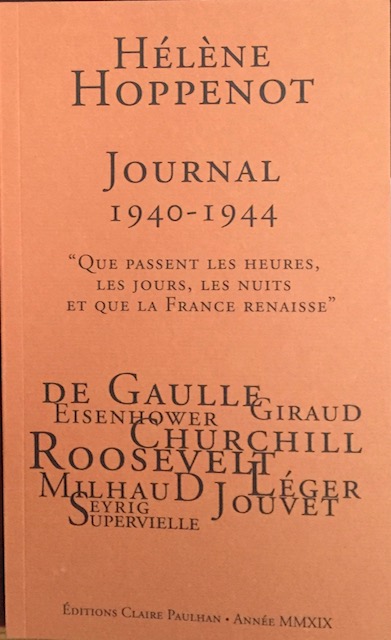 Hélène
Hoppenot
Journal
1940-1944
“Que passent les heures,
les jours, les nuits
et que la France renaisse”
de Gaulle
Eisenhower Giraud
Churchill
Roosevelt
Milhaud Léger
Seyrig Jouvet
Supervielle
Éditions Claire Paulhan • Année MMXIX